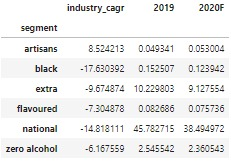 industry_cagr 2019 2020F
segment
artisans 8.524213 0.049341 0.053004
black -17.630392 0.152507 0.123942
extra -9.674874 10.229803 9.127554
flavoured -7.304878 0.082686 0.075736
national -14.818111 45.782715 38.494972
zero alcohol -6.167559 2.545542 2.360543